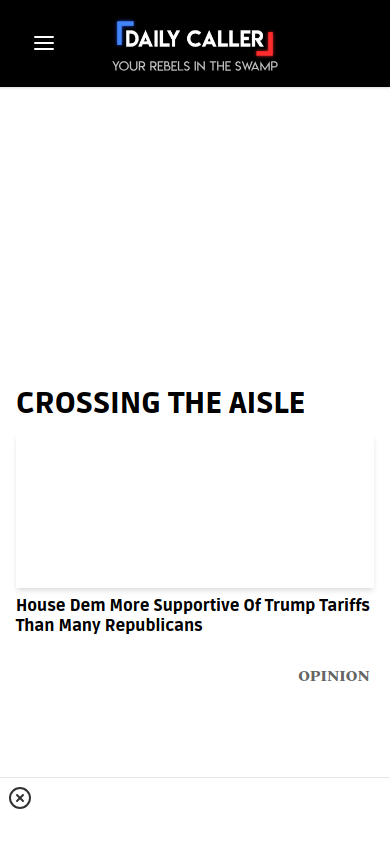 DAILY CALLER
YOUR REBELS IN THE SWAMP
CROSSING THE AISLE
House Dem More Supportive Of Trump Tariffs
Than Many Republicans
OPINION